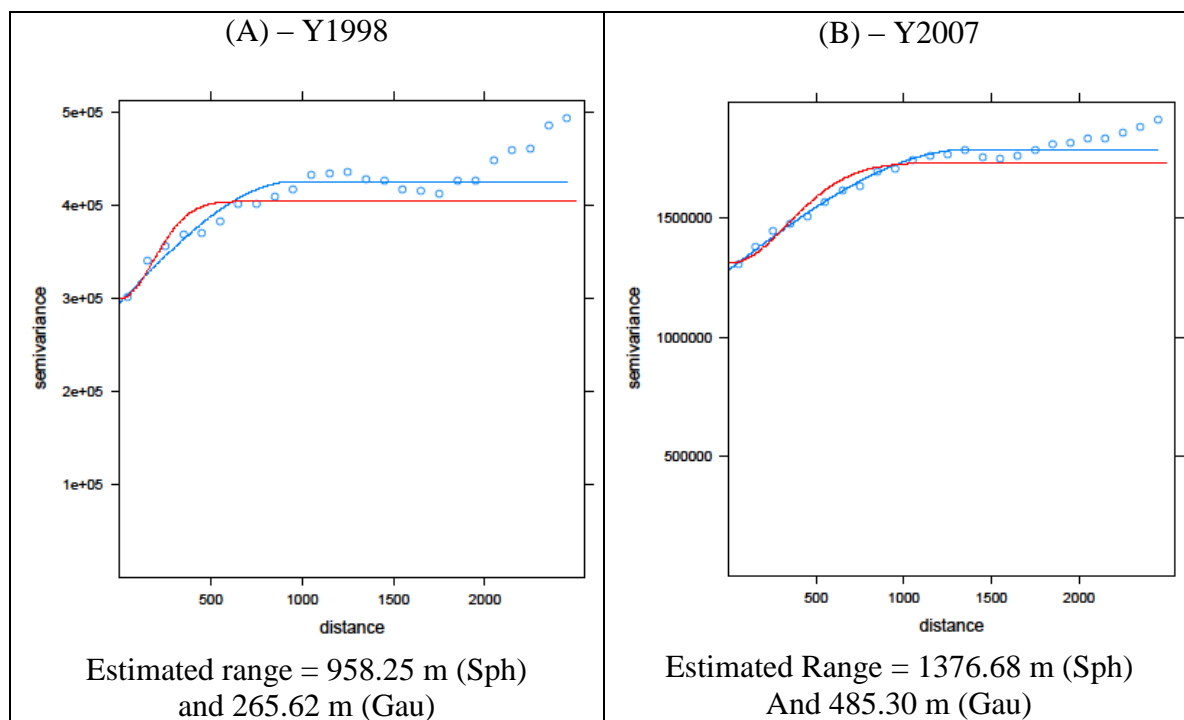 (A) – Y1998
5e+05
4e+05
3e+05
2e+05
1e+05
semivariance
500 1000 1500 2000
distance
Estimated range = 958.25 m (Sph)
and 265.62 m (Gau)
(B) – Y2007
1500000
1000000
500000
semivariance
500 1000 1500 2000
distance
Estimated Range = 1376.68 m (Sph)
And 485.30 m (Gau)